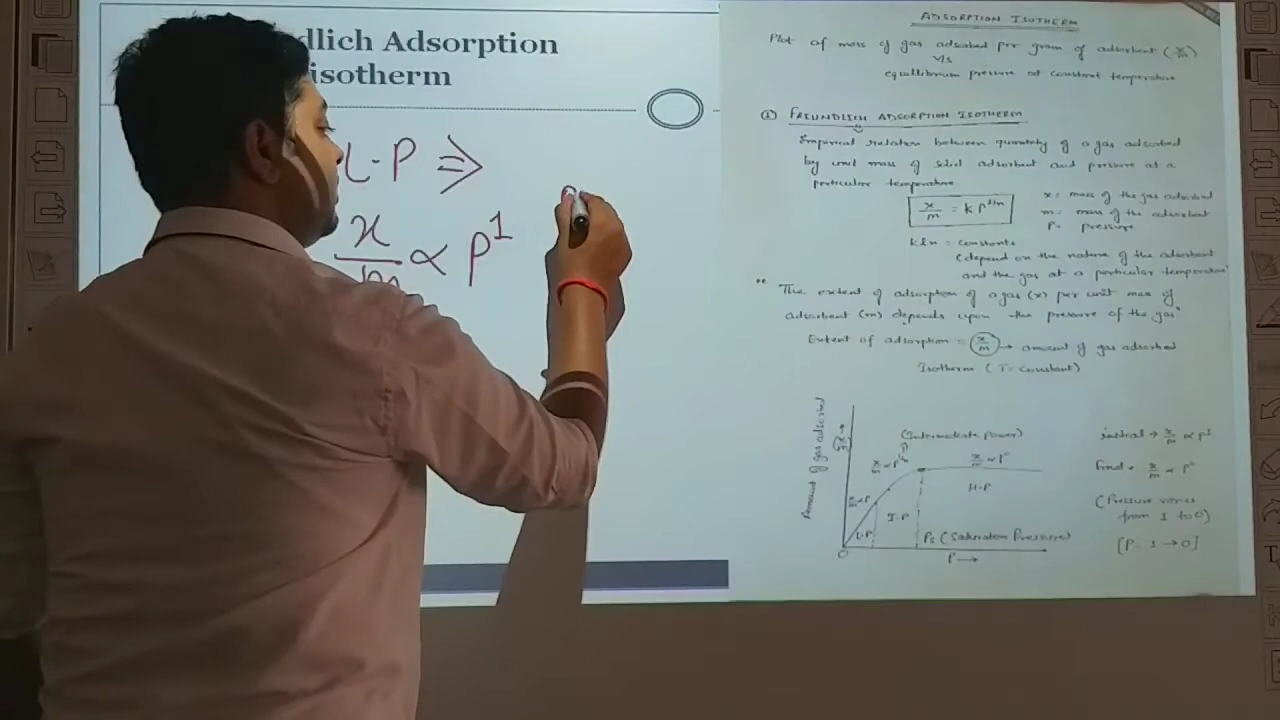 dlich Adsorption
isotherm
L.P ⇒
x/m ∝ P^1
ADSORPTION ISOTHERM
Plot of mass of gas adsorbed per gram of adsorbent (x/m)
V/s
equilibrium pressure at constant temperature
① FREUNDLICH ADSORPTION ISOTHERM
Empirical relation between quantity of a gas adsorbed
by unit mass of solid adsorbent and pressure at a
particular temperature
x/m = k P^1/n
x = mass of the gas adsorbed
m = mass of the adsorbent
P = pressure
k & n = constants
(depend on the nature of the adsorbent
and the gas at a particular temperature
"The extent of adsorption of a gas (x) per unit mass of
adsorbent (m) depends upon the pressure of the gas"
Extent of adsorption = x/m → amount of gas adsorbed
Isotherm (T = constant)
Amount of gas adsorbed
x/m →
(Intermediate power)
x/m ∝ P
x/m ∝ P°
H.P
I.P
L.P
O
Ps (Saturation Pressure)
P →
initial → x/m ∝ P^1
Final → x/m ∝ P°
(Pressure varies
from 1 to 0)
[P: 1 → 0]